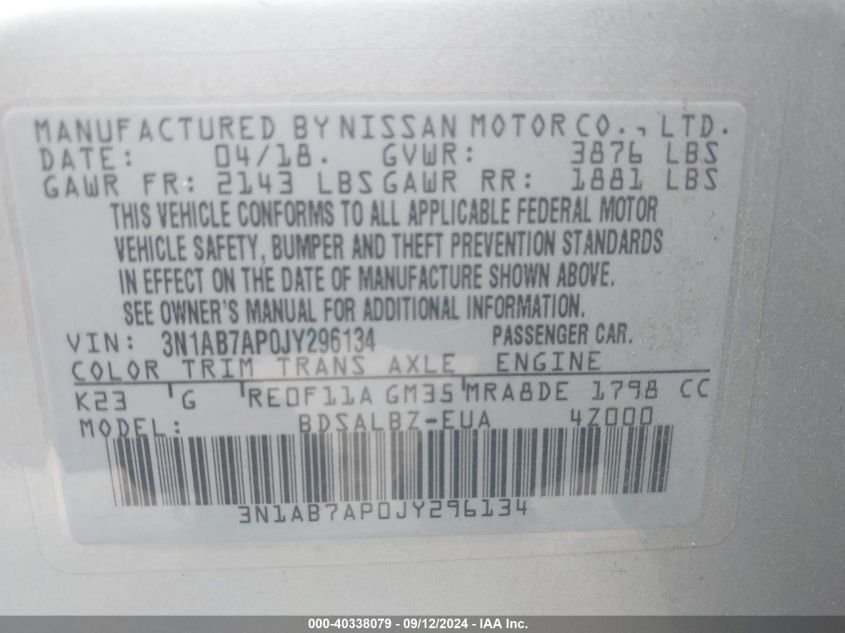 MANUFACTURED BY NISSAN MOTOR CO., LTD.
DATE: 04/18. GVWR: 3876 LBS
GAWR FR: 2143 LBS GAWR RR: 1881 LBS
THIS VEHICLE CONFORMS TO ALL APPLICABLE FEDERAL MOTOR
VEHICLE SAFETY, BUMPER AND THEFT PREVENTION STANDARDS
IN EFFECT ON THE DATE OF MANUFACTURE SHOWN ABOVE.
SEE OWNER'S MANUAL FOR ADDITIONAL INFORMATION.
VIN: 3N1AB7AP0JY296134 PASSENGER CAR.
COLOR TRIM TRANS AXLE ENGINE
K23 G RE0F11A GM35 MRA8DE 1798 CC
MODEL: BDSALBZ-EUA 4Z000
3N1AB7AP0JY296134
000-40338079 - 09/12/2024 - IAA Inc.